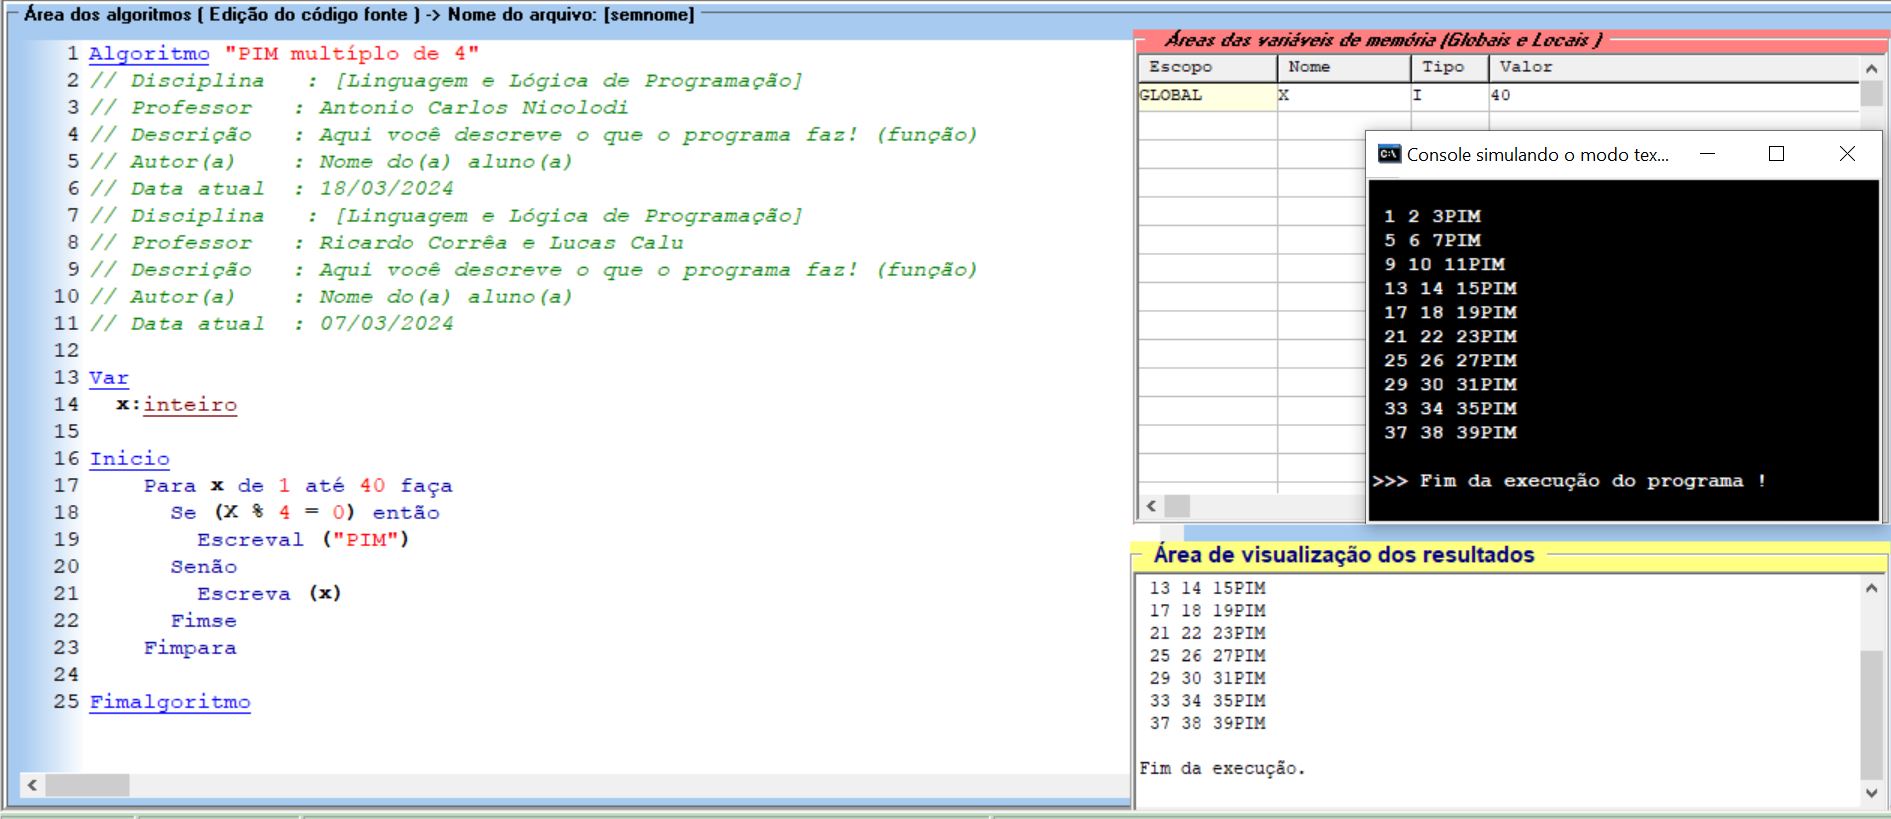 Área dos algoritmos ( Edição do código fonte ) -> Nome do arquivo: [semnome]
1 Algoritmo "PIM multíplo de 4"
2 // Disciplina   : [Linguagem e Lógica de Programação]
3 // Professor   : Antonio Carlos Nicolodi
4 // Descrição   : Aqui você descreve o que o programa faz! (função)
5 // Autor(a)    : Nome do(a) aluno(a)
6 // Data atual  : 18/03/2024
7 // Disciplina   : [Linguagem e Lógica de Programação]
8 // Professor   : Ricardo Corrêa e Lucas Calu
9 // Descrição   : Aqui você descreve o que o programa faz! (função)
10 // Autor(a)    : Nome do(a) aluno(a)
11 // Data atual  : 07/03/2024
12
13 Var
14   x:inteiro
15
16 Inicio
17     Para x de 1 até 40 faça
18       Se (X % 4 = 0) então
19         Escreval ("PIM")
20       Senão
21         Escreva (x)
22       Fimse
23     Fimpara
24
25 Fimalgoritmo
Áreas das variáveis de memória (Globais e Locais )
Escopo Nome Tipo Valor
GLOBAL X I 40
C:\ Console simulando o modo tex...
1 2 3PIM
5 6 7PIM
9 10 11PIM
13 14 15PIM
17 18 19PIM
21 22 23PIM
25 26 27PIM
29 30 31PIM
33 34 35PIM
37 38 39PIM
>>> Fim da execução do programa !
Área de visualização dos resultados
13 14 15PIM
17 18 19PIM
21 22 23PIM
25 26 27PIM
29 30 31PIM
33 34 35PIM
37 38 39PIM
Fim da execução.